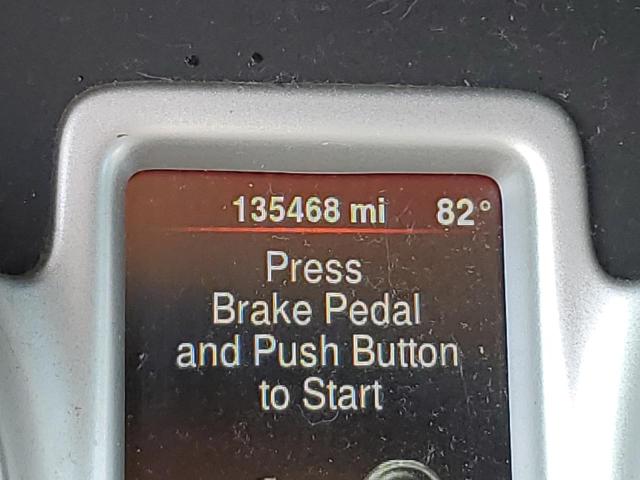 135468 mi 82°
Press
Brake Pedal
and Push Button
to Start